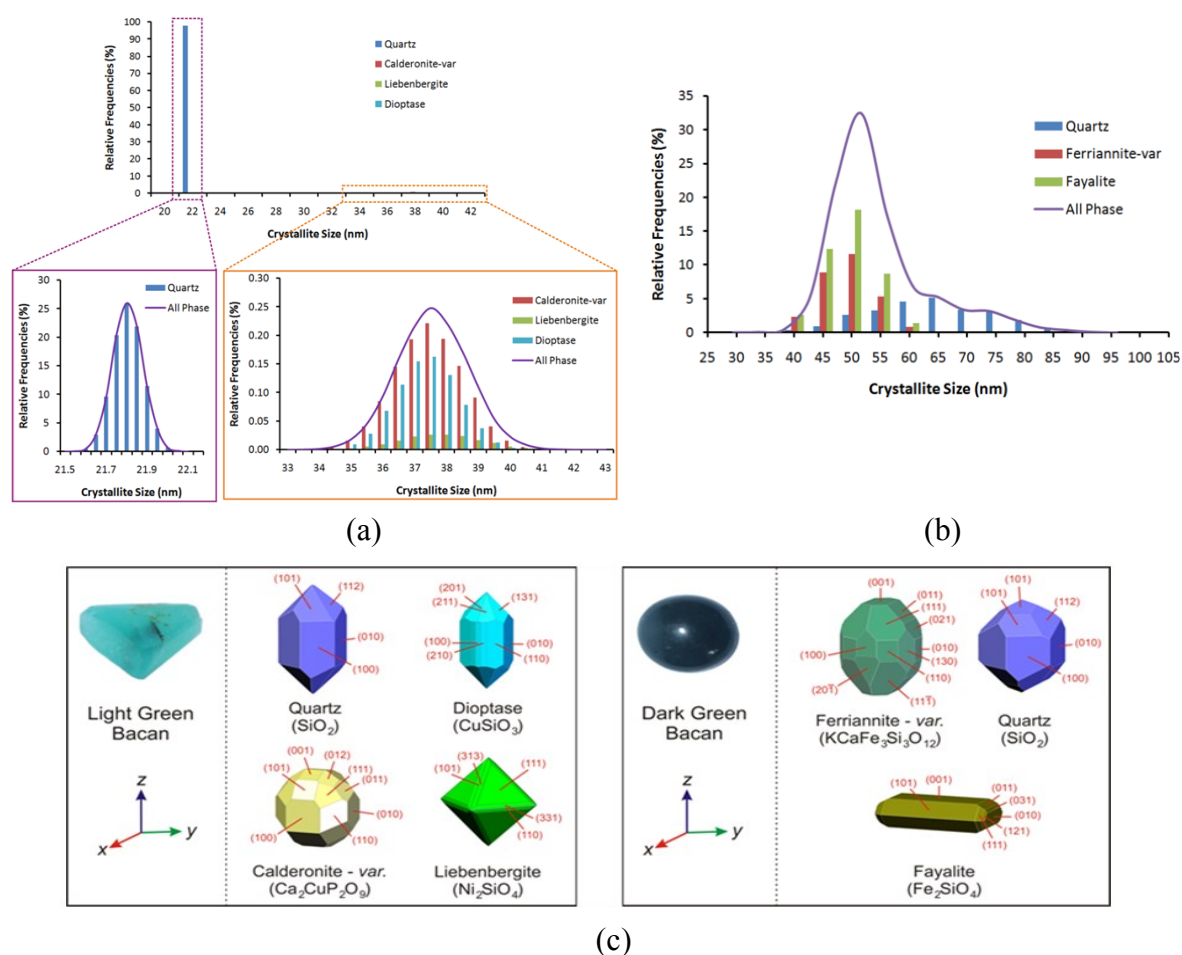 Relative Frequencies (%)
100
90
80
70
60
50
40
30
20
10
0
Quartz
Calderonite-var
Liebenbergite
Dioptase
20 22 24 26 28 30 32 34 36 38 40 42
Crystallite Size (nm)
Relative Frequencies (%)
30
25
20
15
10
5
0
Quartz
All Phase
21.5 21.7 21.9 22.1
Crystallite Size (nm)
Relative Frequencies (%)
0.30
0.25
0.20
0.15
0.10
0.05
0.00
Calderonite-var
Liebenbergite
Dioptase
All Phase
33 34 35 36 37 38 39 40 41 42 43
Crystallite Size (nm)
(a)
Relative Frequencies (%)
35
30
25
20
15
10
5
0
Quartz
Ferriannite-var
Fayalite
All Phase
25 30 35 40 45 50 55 60 65 70 75 80 85 90 95 100 105
Crystallite Size (nm)
(b)
Light Green
Bacan
z
x
y
(101)
(112)
(010)
(100)
Quartz
(SiO₂)
(201)
(211)
(131)
(100)
(210)
(010)
(110)
Dioptase
(CuSiO₃)
(001)
(012)
(101)
(111)
(011)
(010)
(100)
(110)
Calderonite - var.
(Ca₂CuP₂O₉)
(313)
(101)
(111)
(331)
(110)
Liebenbergite
(Ni₂SiO₄)
Dark Green
Bacan
z
x
y
(001)
(011)
(111)
(021)
(100)
(010)
(130)
(110)
(201̄)
(111̄)
Ferriannite - var.
(KCaFe₃Si₃O₁₂)
(101)
(101)
(112)
(010)
(100)
Quartz
(SiO₂)
(101)
(001)
(011)
(031)
(010)
(121)
(111)
Fayalite
(Fe₂SiO₄)
(c)